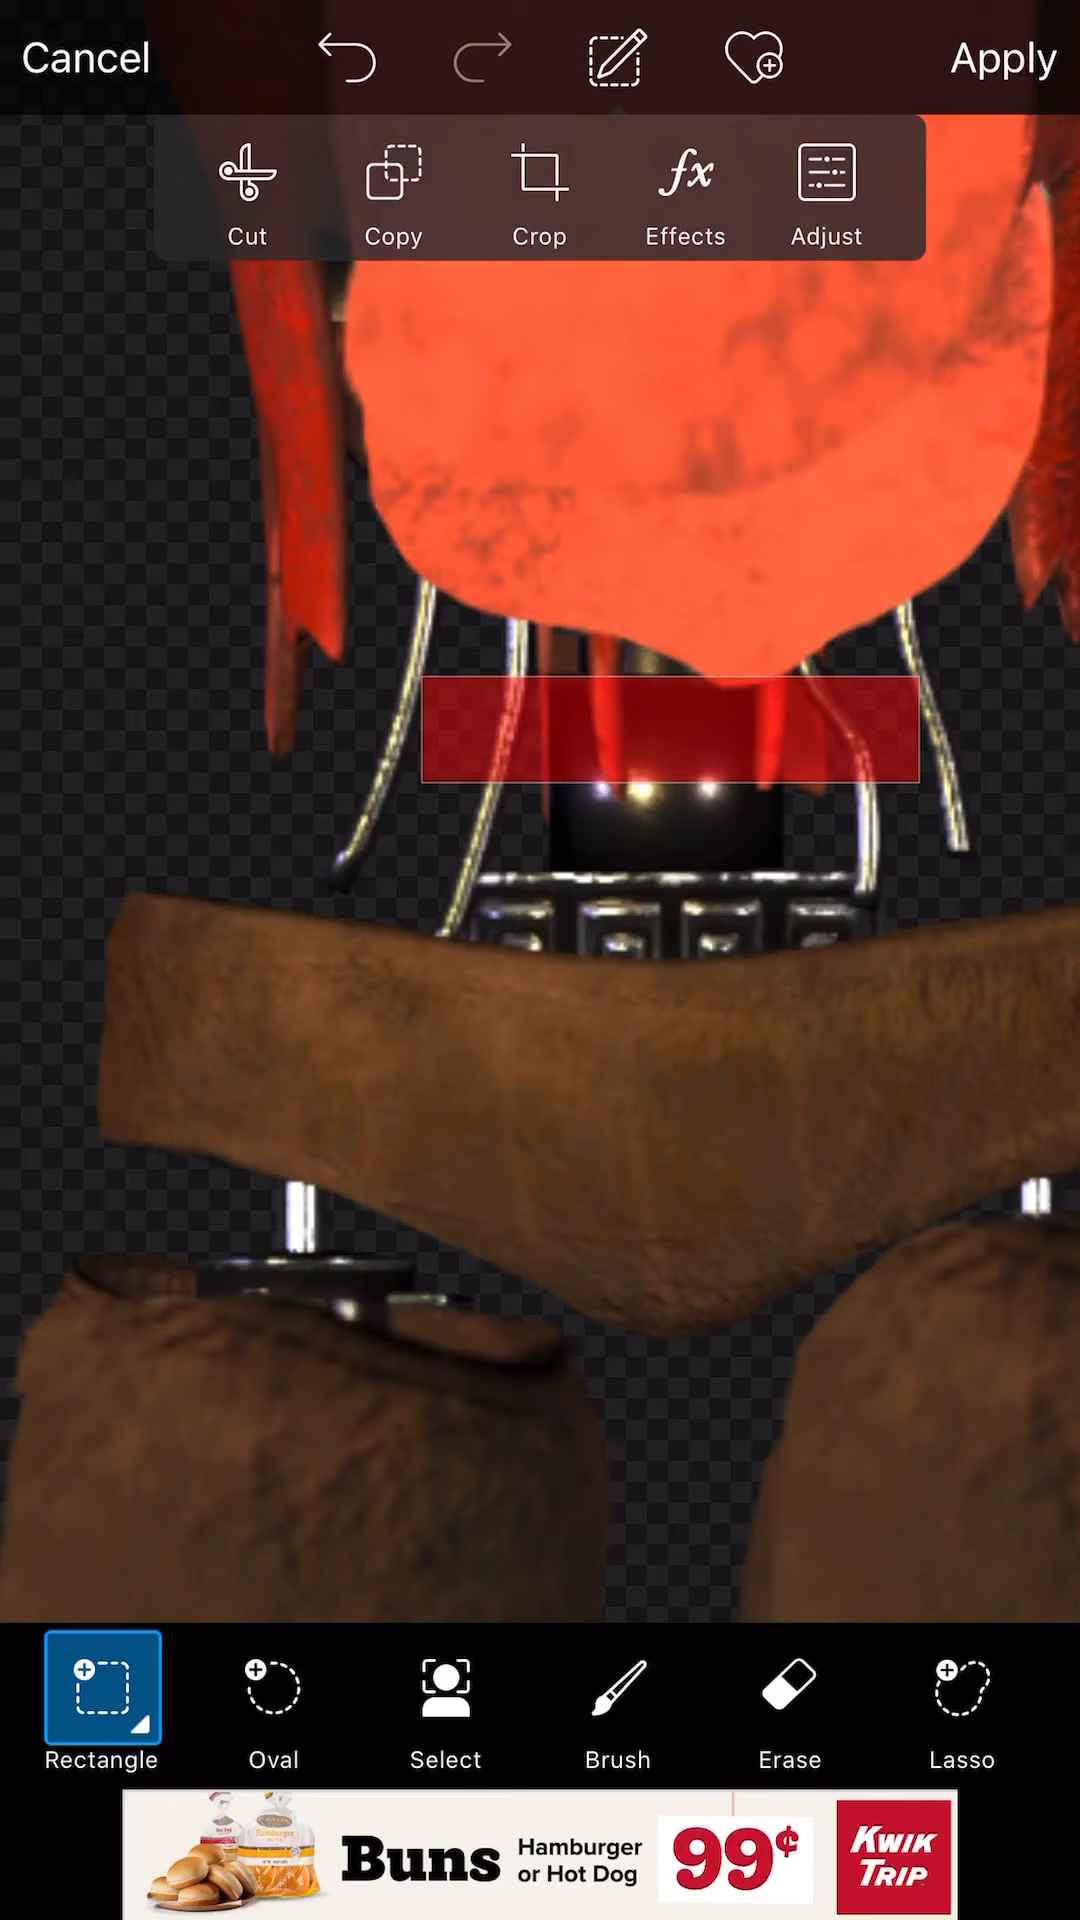 Cancel
Apply
Cut
Copy
Crop
fx
Effects
Adjust
Rectangle
Oval
Select
Brush
Erase
Lasso
Buns
Hamburger
or Hot Dog
99¢
KWIK
TRIP